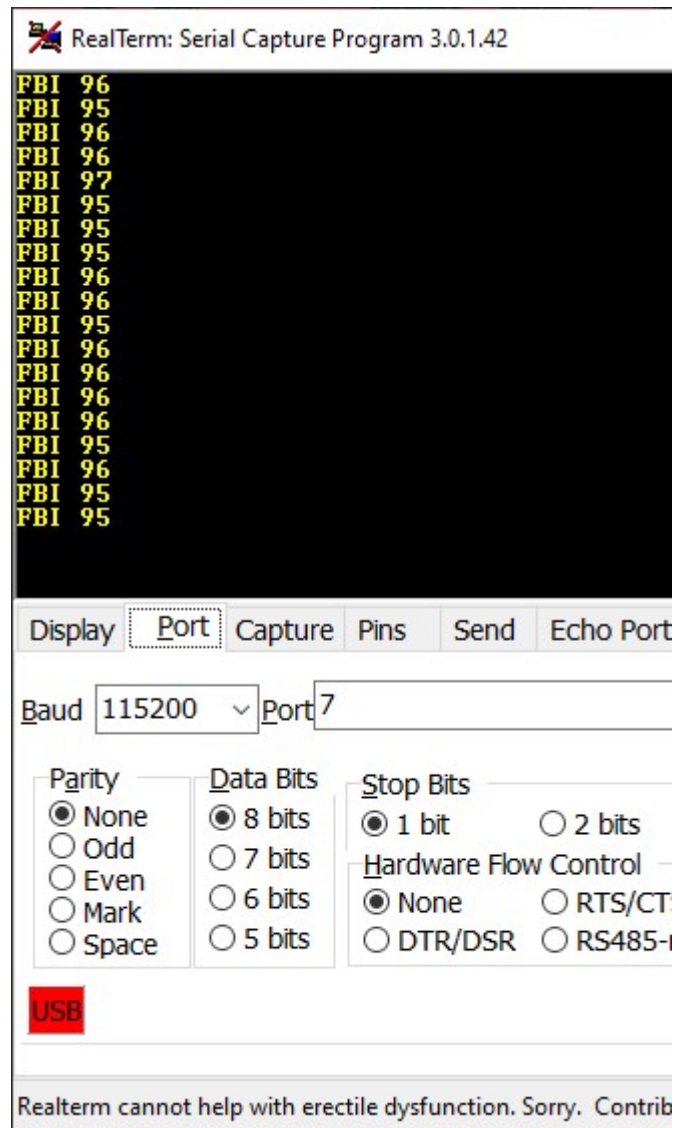 RealTerm: Serial Capture Program 3.0.1.42
FBI 96
FBI 95
FBI 96
FBI 96
FBI 97
FBI 95
FBI 95
FBI 95
FBI 96
FBI 96
FBI 95
FBI 96
FBI 96
FBI 96
FBI 96
FBI 95
FBI 96
FBI 95
FBI 95
Display Port Capture Pins Send Echo Port
Baud 115200 Port 7
Parity Data Bits Stop Bits
None 8 bits 1 bit 2 bits
Odd 7 bits Hardware Flow Control
Even 6 bits None RTS/CTS
Mark 5 bits DTR/DSR RS485-
Space
USB
Realterm cannot help with erectile dysfunction. Sorry. Contrib